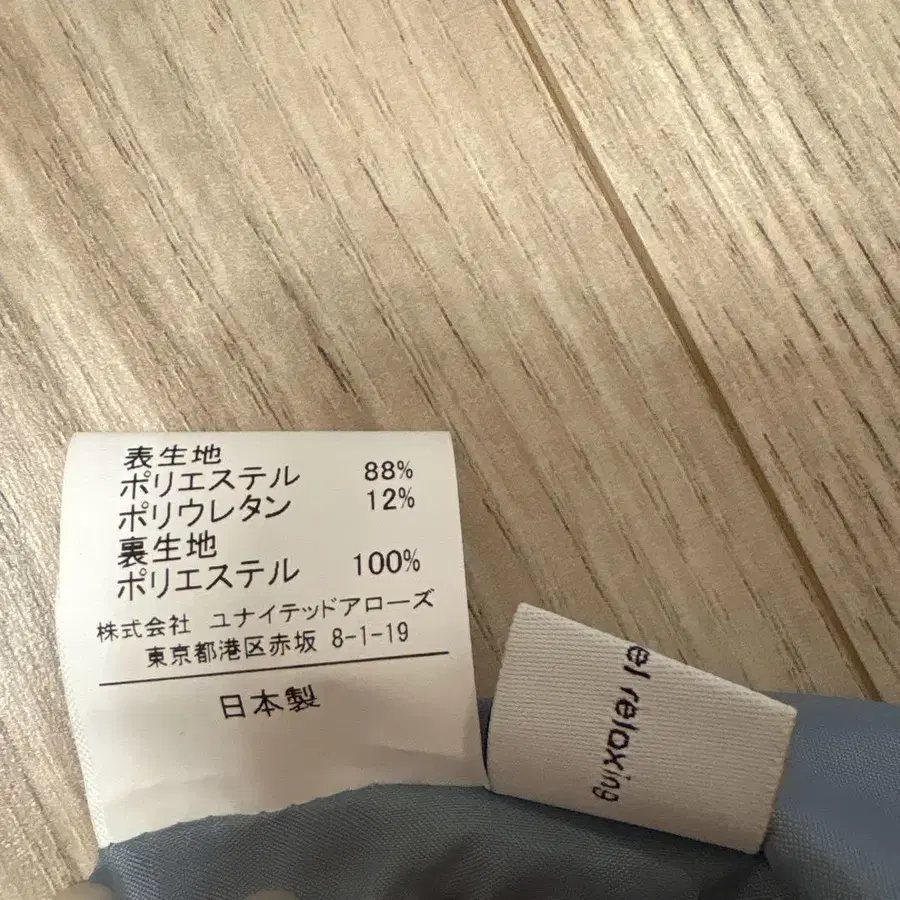 表生地
ポリエステル 88%
ポリウレタン 12%
裏生地
ポリエステル 100%
株式会社 ユナイテッドアローズ
東京都港区赤坂 8-1-19
日本製
el relaxing